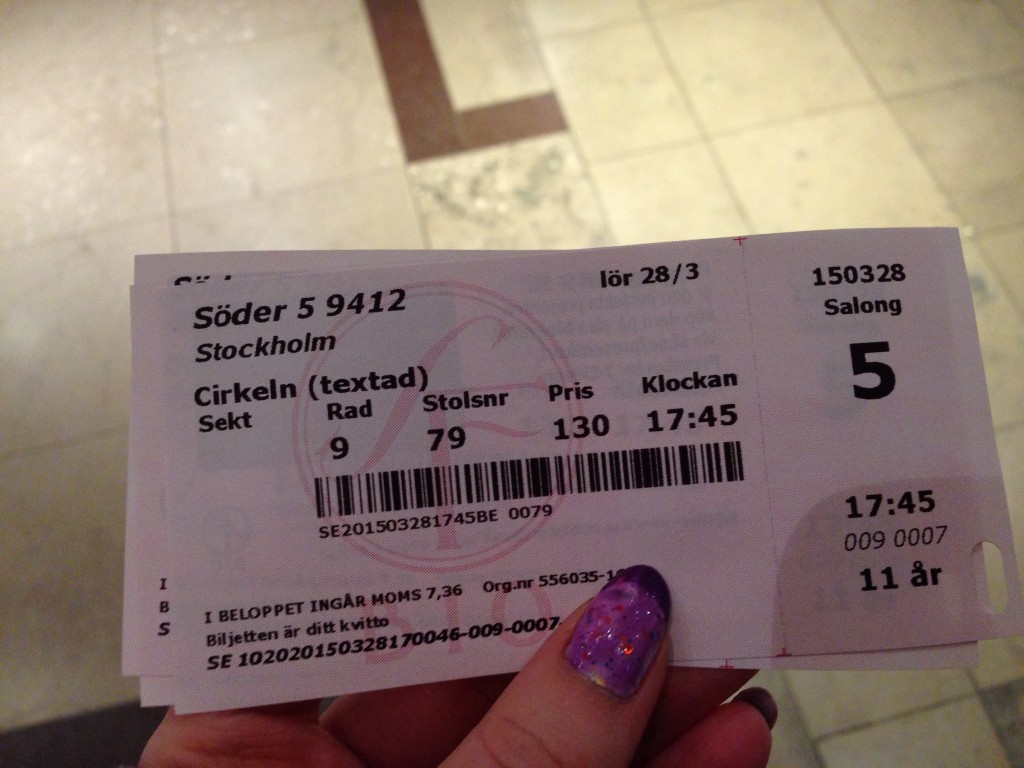 Söder 5 9412
lör 28/3
Stockholm
Cirkeln (textad)
Sekt Rad Stolsnr Pris Klockan
9 79 130 17:45
SE201503281745BE 0079
I BELOPPET INGÅR MOMS 7,36 Org.nr 556035-
Biljetten är ditt kvitto
SE 102020150328170046-009-0007
150328
Salong
5
17:45
009 0007
11 år
I
B
S